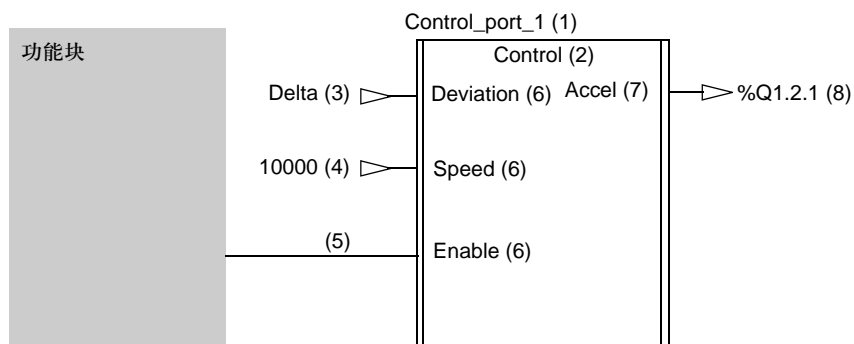 Control_port_1 (1)
功能块
Control (2)
Delta (3) Deviation (6) Accel (7) %Q1.2.1 (8)
10000 (4) Speed (6)
(5) Enable (6)